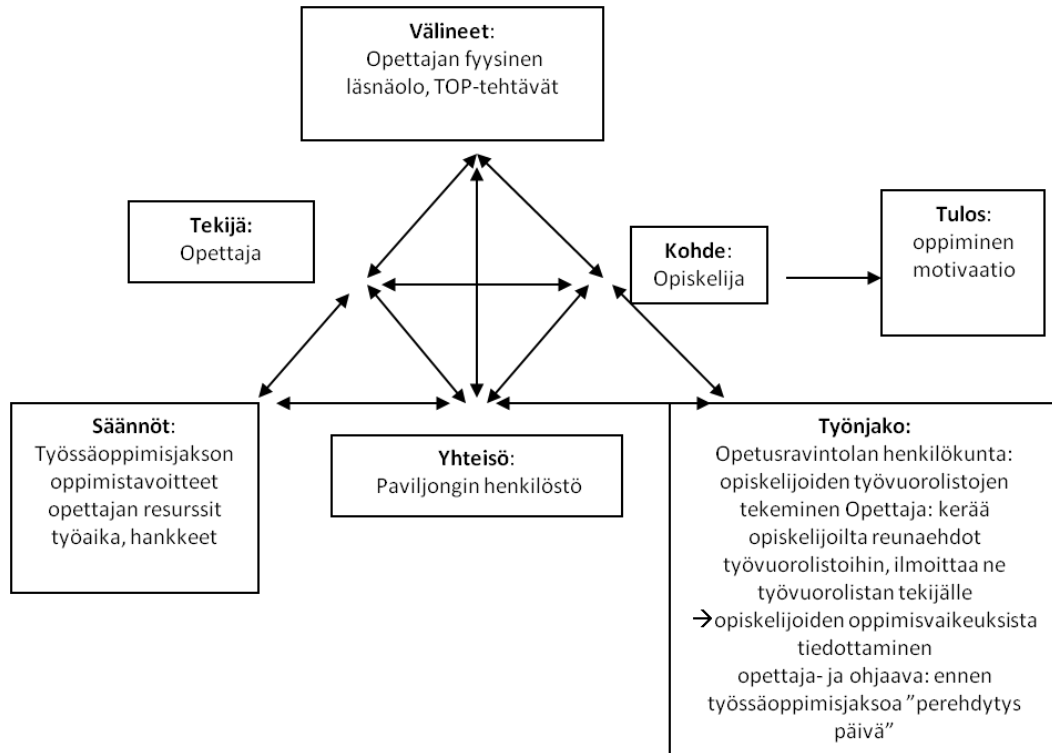 Välineet:
Opettajan fyysinen
läsnäolo, TOP-tehtävät
Tekijä:
Opettaja
Kohde:
Opiskelija
Tulos:
oppiminen
motivaatio
Säännöt:
Työssäoppimisjakson
oppimistavoitteet
opettajan resurssit
työaika, hankkeet
Yhteisö:
Paviljongin henkilöstö
Työnjako:
Opetusravintolan henkilökunta:
opiskelijoiden työvuorolistojen
tekeminen Opettaja: kerää
opiskelijoilta reunaehdot
työvuorolistoihin, ilmoittaa ne
työvuorolistan tekijälle
→opiskelijoiden oppimisvaikeuksista
tiedottaminen
opettaja- ja ohjaava: ennen
työssäoppimisjaksoa ”perehdytys
päivä”